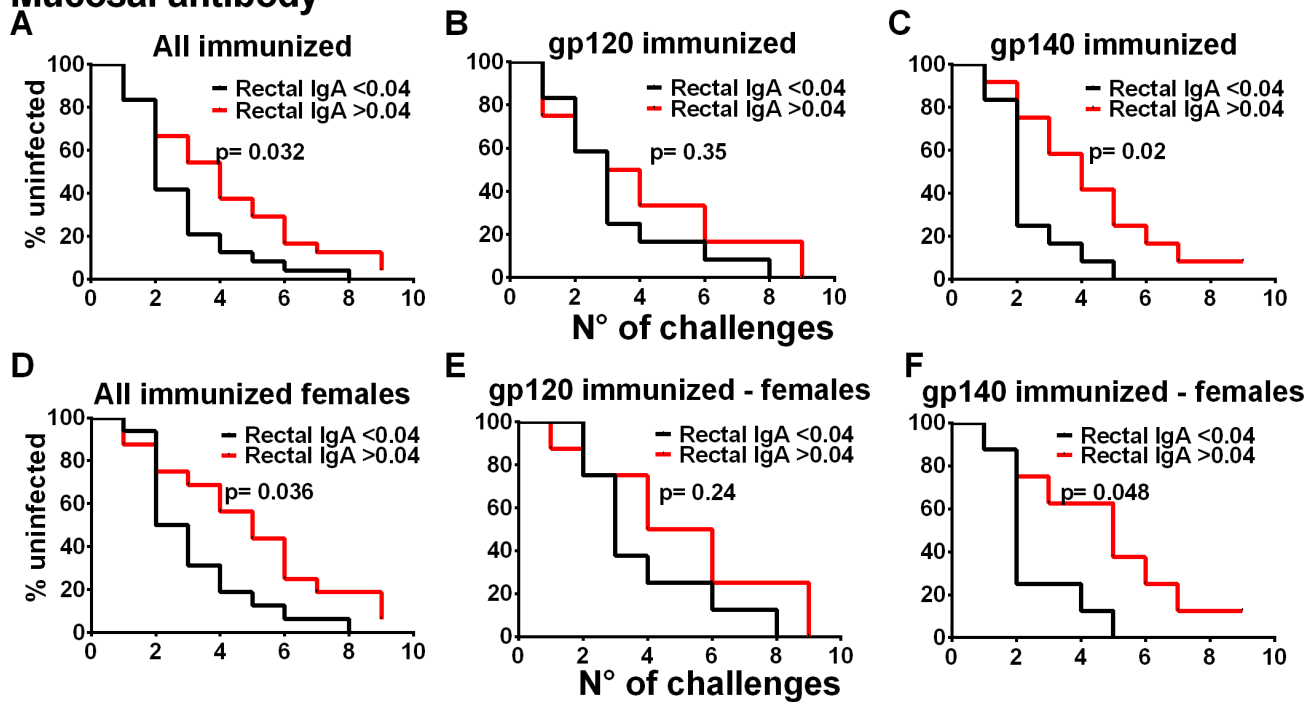 Mucosal antibody
A
All immunized
B
gp120 immunized
C
gp140 immunized
100
80
60
40
20
0
% uninfected
Rectal IgA <0.04
Rectal IgA >0.04
p= 0.032
0 2 4 6 8 10
100
80
60
40
20
0
Rectal IgA <0.04
Rectal IgA >0.04
p= 0.35
0 2 4 6 8 10
N° of challenges
100
80
60
40
20
0
Rectal IgA <0.04
Rectal IgA >0.04
p= 0.02
0 2 4 6 8 10
D
All immunized females
E
gp120 immunized - females
F
gp140 immunized - females
100
80
60
40
20
0
% uninfected
Rectal IgA <0.04
Rectal IgA >0.04
p= 0.036
0 2 4 6 8 10
100
80
60
40
20
0
Rectal IgA <0.04
Rectal IgA >0.04
p= 0.24
0 2 4 6 8 10
N° of challenges
100
80
60
40
20
0
Rectal IgA <0.04
Rectal IgA >0.04
p= 0.048
0 2 4 6 8 10